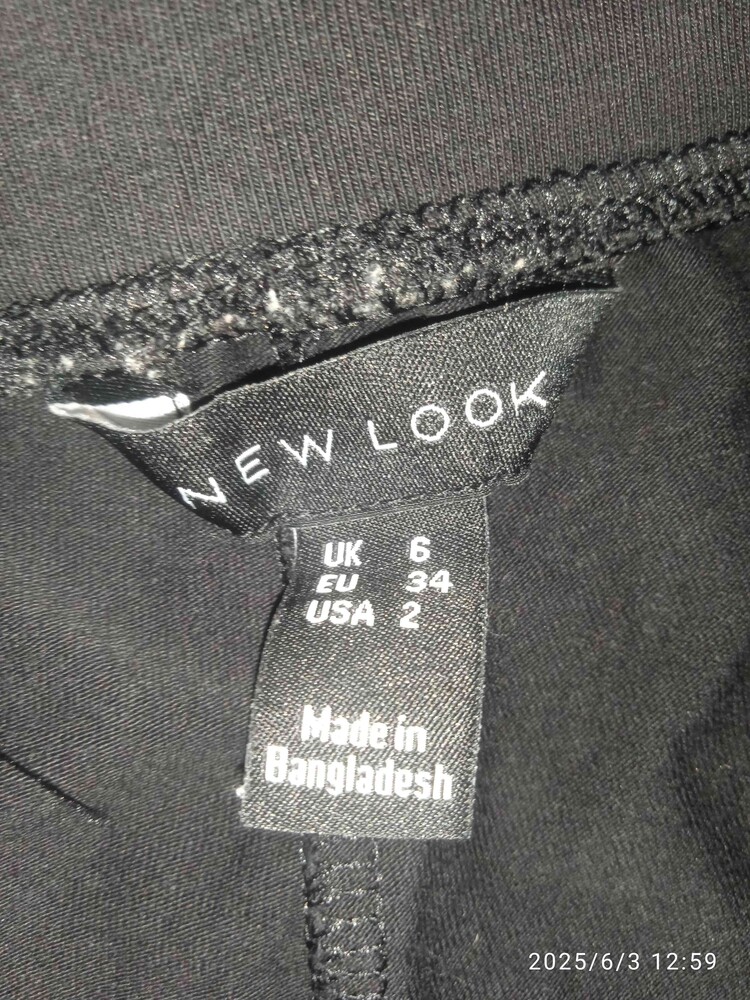 NEW LOOK
UK 6
EU 34
USA 2
Made in
Bangladesh
2025/6/3 12:59